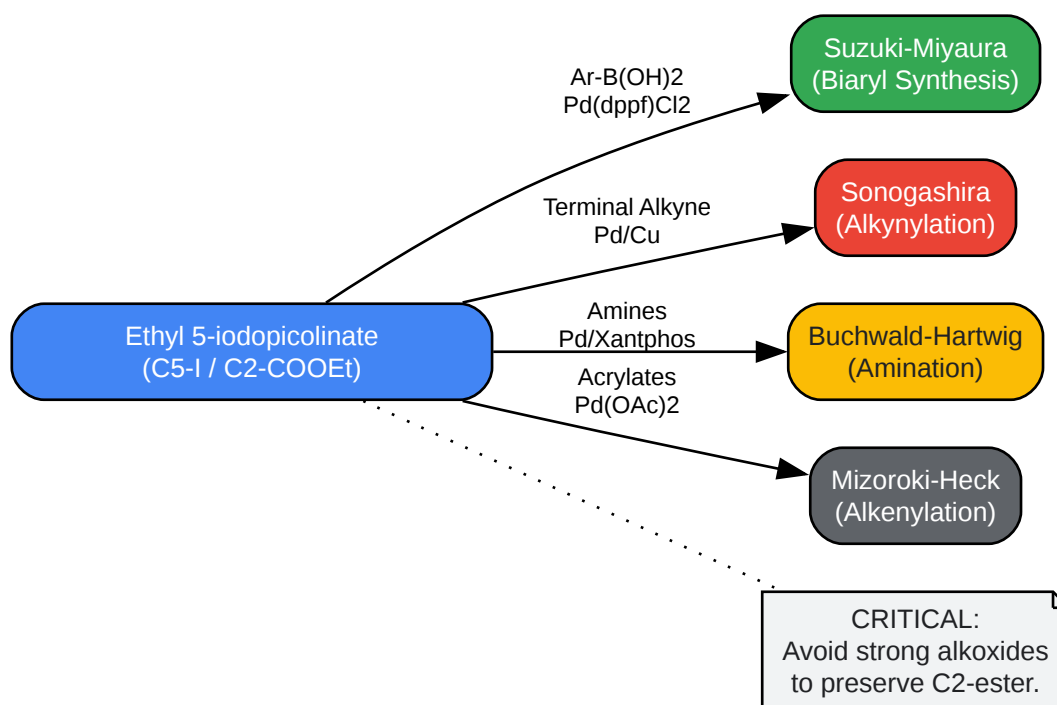 Suzuki-Miyaura
(Biaryl Synthesis)
Ar-B(OH)2
Pd(dppf)Cl2
Sonogashira
(Alkynylation)
Terminal Alkyne
Pd/Cu
Ethyl 5-iodopicolinate
(C5-I / C2-COOEt)
Amines
Pd/Xantphos
Buchwald-Hartwig
(Amination)
Acrylates
Pd(OAc)2
Mizoroki-Heck
(Alkenylation)
CRITICAL:
Avoid strong alkoxides
to preserve C2-ester.